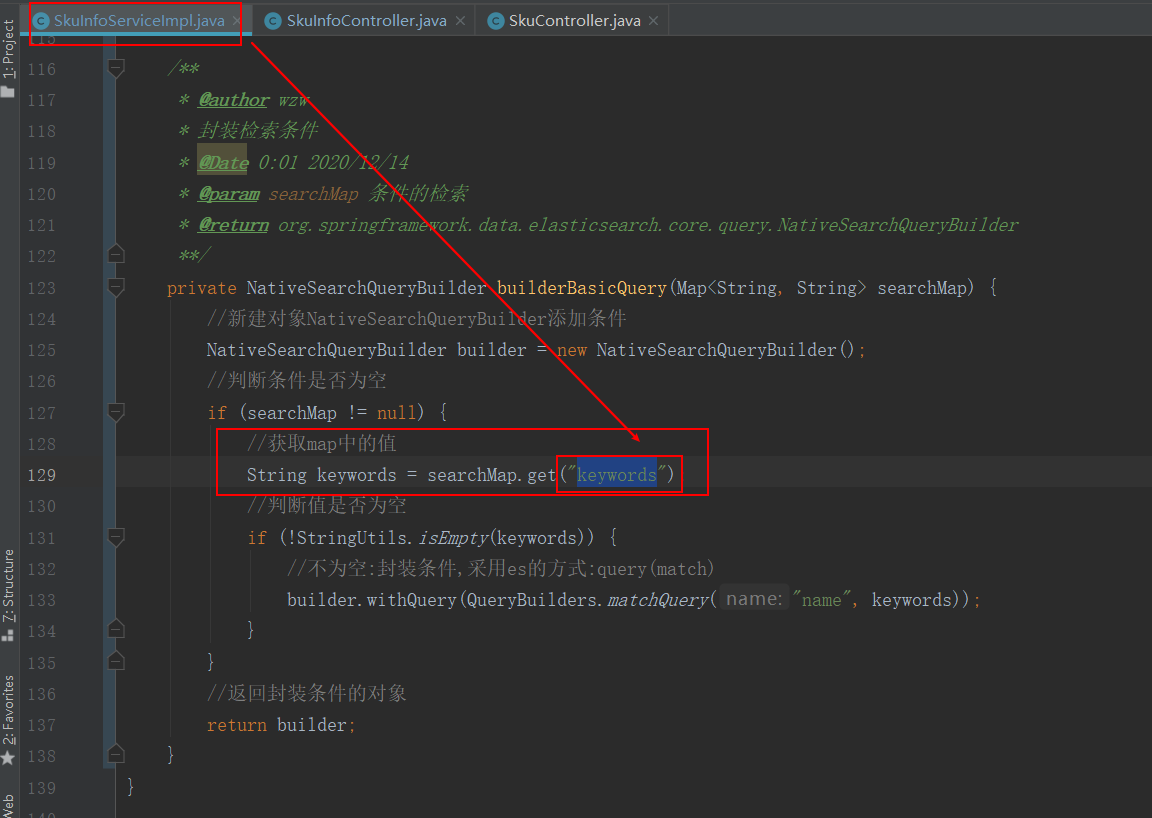 SkuInfoServiceImpl.java × SkuInfoController.java × SkuController.java ×
1: Project
115
116 /**
117 * @author wzw
118 * 封装检索条件
119 * @Date 0:01 2020/12/14
120 * @param searchMap 条件的检索
121 * @return org.springframework.data.elasticsearch.core.query.NativeSearchQueryBuilder
122 **/
123 private NativeSearchQueryBuilder builderBasicQuery(Map<String, String> searchMap) {
124 //新建对象NativeSearchQueryBuilder添加条件
125 NativeSearchQueryBuilder builder = new NativeSearchQueryBuilder();
126 //判断条件是否为空
127 if (searchMap != null) {
128 //获取map中的值
129 String keywords = searchMap.get("keywords")
130 //判断值是否为空
131 if (!StringUtils.isEmpty(keywords)) {
132 //不为空:封装条件,采用es的方式:query(match)
133 builder.withQuery(QueryBuilders.matchQuery( name: "name", keywords));
134 }
135 }
136 //返回封装条件的对象
137 return builder;
138 }
139 }
140
7: Structure
2: Favorites
Web